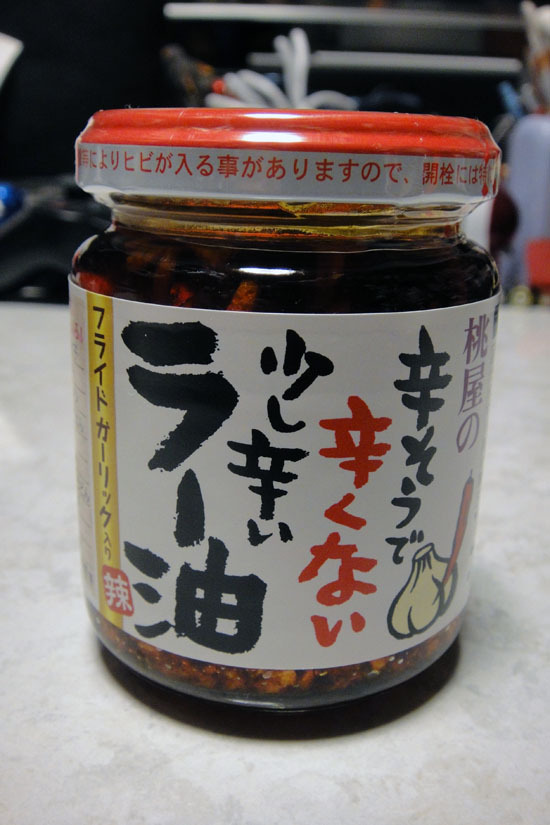 によりヒビが入る事がありますので、開栓には
桃屋の
辛そうで
辛くない
少し辛い
ラー油
フライドガーリック入り
辣